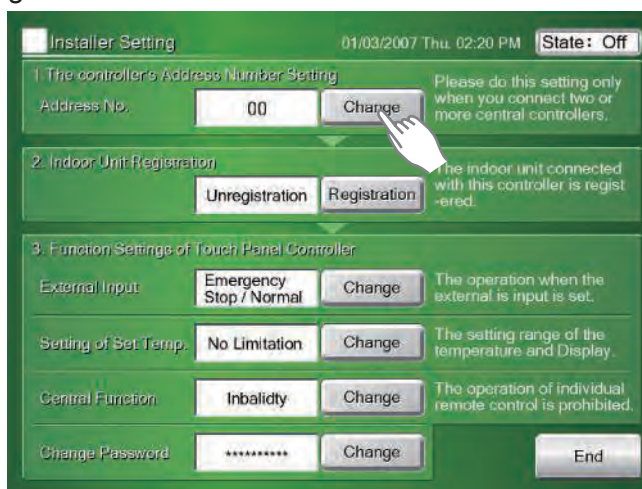 Installer Setting 01/03/2007 Thu. 02:20 PM State: Off
1. The controller's Address Number Setting
Address No. 00 Change
Please do this setting only
when you connect two or
more central controllers.
2. Indoor Unit Registration
Unregistration Registration
The indoor unit connected
with this controller is regist
-ered.
3. Function Settings of Touch Panel Controller
External Input
Emergency
Stop / Normal
Change
The operation when the
external is input is set.
Setting of Set Temp. No Limitation Change
The setting range of the
temperature and Display.
Central Function Inbalidty Change
The operation of individual
remote control is prohibited.
Change Password ********** Change
End